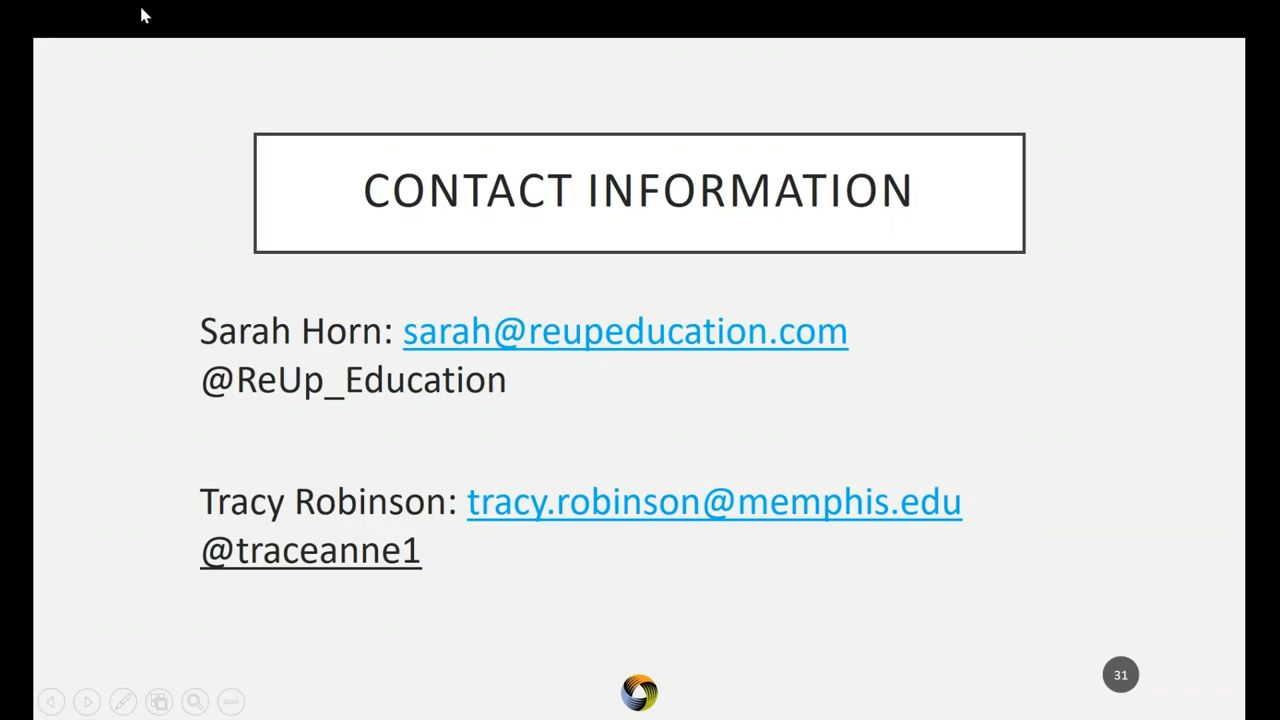 CONTACT INFORMATION
Sarah Horn: sarah@reupeducation.com
@ReUp_Education
Tracy Robinson: tracy.robinson@memphis.edu
@traceanne1
31